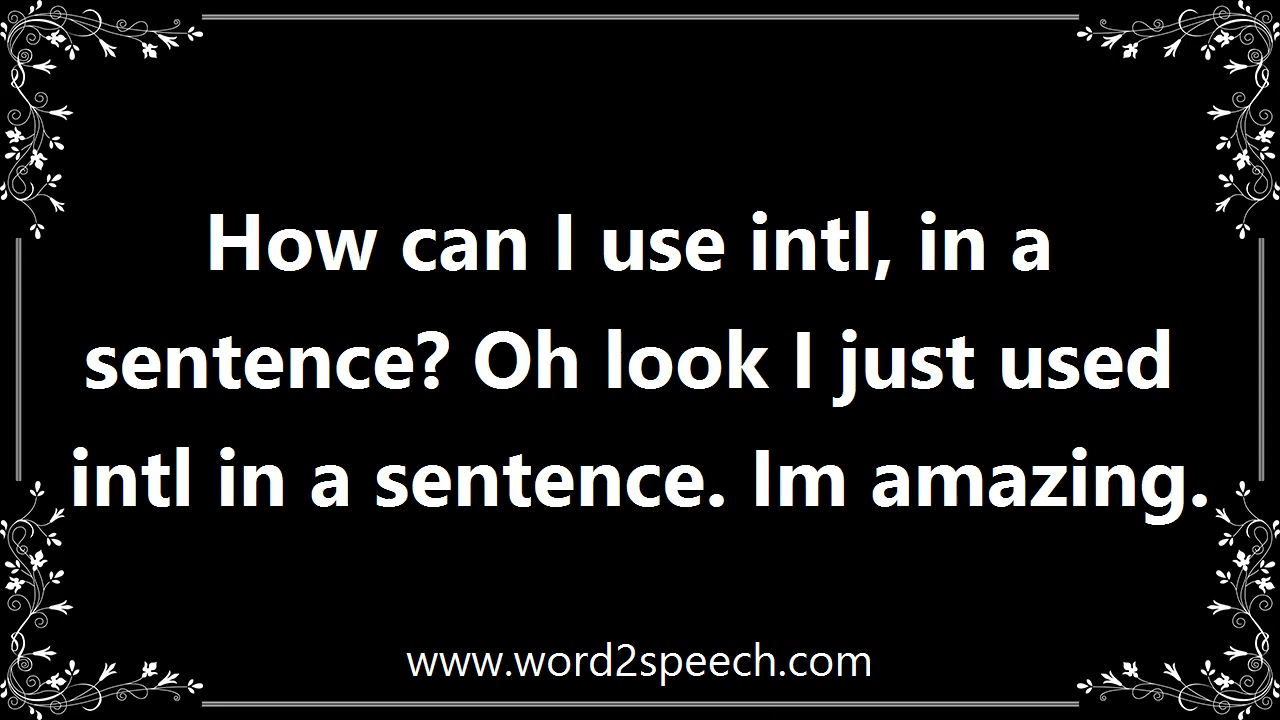 How can I use intl, in a
sentence? Oh look I just used
intl in a sentence. Im amazing.
www.word2speech.com